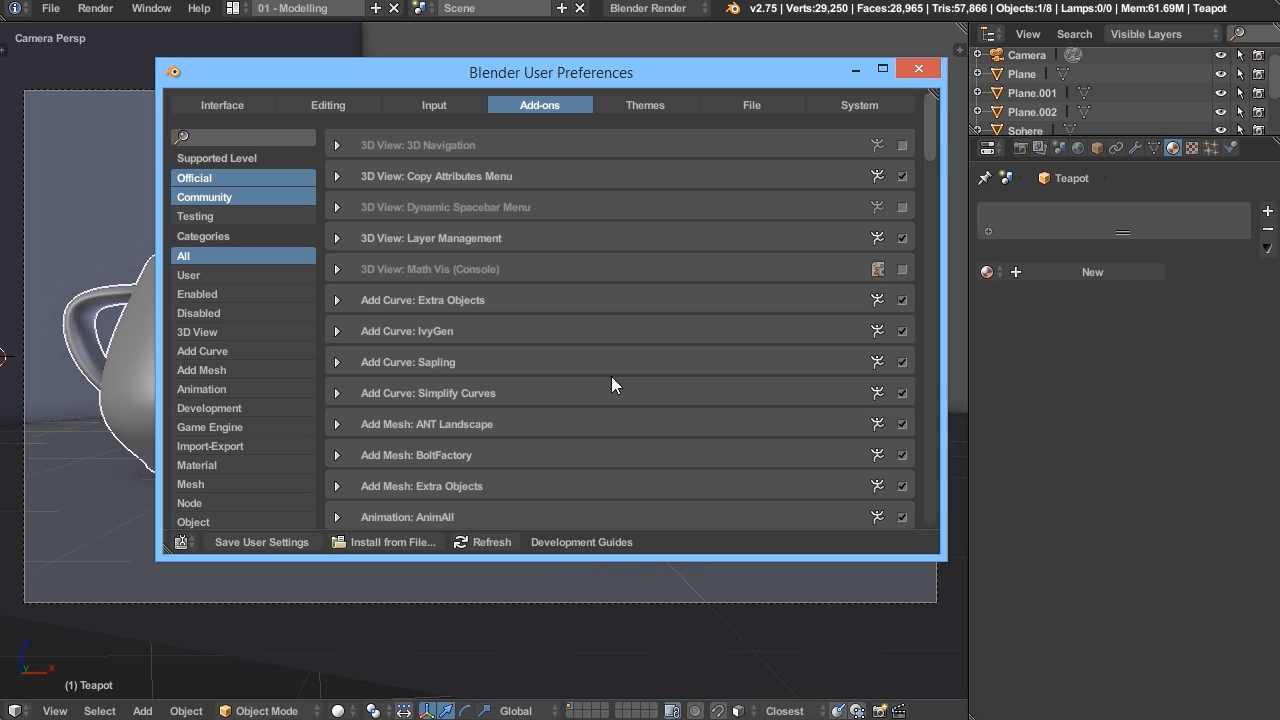 File Render Window Help 01 - Modelling Scene Blender Render v2.75 | Verts:29,250 | Faces:28,965 | Tris:57,866 | Objects:1/8 | Lamps:0/0 | Mem:61.69M | Teapot
Camera Persp
View Search Visible Layers
Camera
Plane
Plane.001
Plane.002
Sphere
Teapot
New
Blender User Preferences
Interface Editing Input Add-ons Themes File System
Supported Level
Official
Community
Testing
Categories
All
User
Enabled
Disabled
3D View
Add Curve
Add Mesh
Animation
Development
Game Engine
Import-Export
Material
Mesh
Node
Object
3D View: 3D Navigation
3D View: Copy Attributes Menu
3D View: Dynamic Spacebar Menu
3D View: Layer Management
3D View: Math Vis (Console)
Add Curve: Extra Objects
Add Curve: IvyGen
Add Curve: Sapling
Add Curve: Simplify Curves
Add Mesh: ANT Landscape
Add Mesh: BoltFactory
Add Mesh: Extra Objects
Animation: AnimAll
Save User Settings Install from File... Refresh Development Guides
z
y x
(1) Teapot
View Select Add Object Object Mode Global Closest